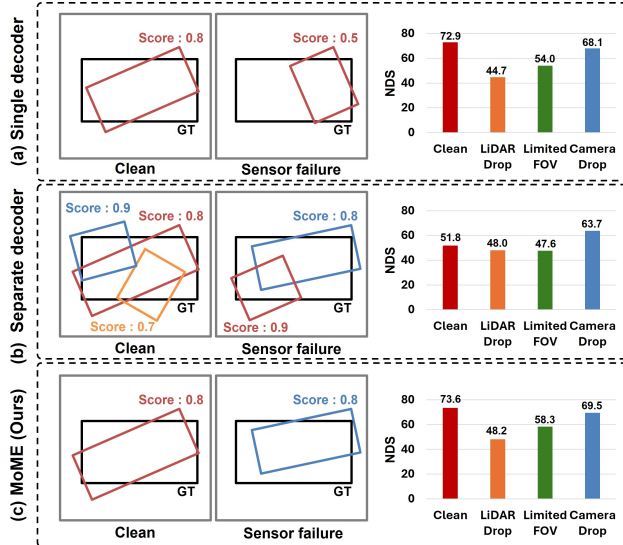 (a) Single decoder
Score : 0.8
GT
Clean
Score : 0.5
GT
Sensor failure
NDS
80
60
40
20
0
72.9
44.7
54.0
68.1
Clean
LiDAR
Drop
Limited
FOV
Camera
Drop
(b) Separate decoder
Score : 0.9
Score : 0.8
Score : 0.7
GT
Clean
Score : 0.8
Score : 0.9
GT
Sensor failure
NDS
80
60
40
20
0
51.8
48.0
47.6
63.7
Clean
LiDAR
Drop
Limited
FOV
Camera
Drop
(c) MoME (Ours)
Score : 0.8
GT
Clean
Score : 0.8
GT
Sensor failure
NDS
80
60
40
20
0
73.6
48.2
58.3
69.5
Clean
LiDAR
Drop
Limited
FOV
Camera
Drop